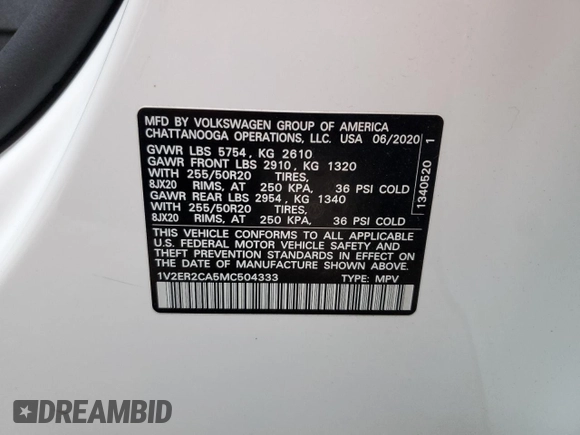 MFD BY VOLKSWAGEN GROUP OF AMERICA
CHATTANOOGA OPERATIONS, LLC. USA 06/2020
GVWR LBS 5754, KG 2610
GAWR FRONT LBS 2910, KG 1320
WITH 255/50R20 TIRES,
8JX20 RIMS, AT 250 KPA, 36 PSI COLD
GAWR REAR LBS 2954, KG 1340
WITH 255/50R20 TIRES,
8JX20 RIMS, AT 250 KPA, 36 PSI COLD
THIS VEHICLE CONFORMS TO ALL APPLICABLE
U.S. FEDERAL MOTOR VEHICLE SAFETY AND
THEFT PREVENTION STANDARDS IN EFFECT ON
THE DATE OF MANUFACTURE SHOWN ABOVE.
1V2ER2CA5MC504333 TYPE: MPV
1340520 1
DREAMBID